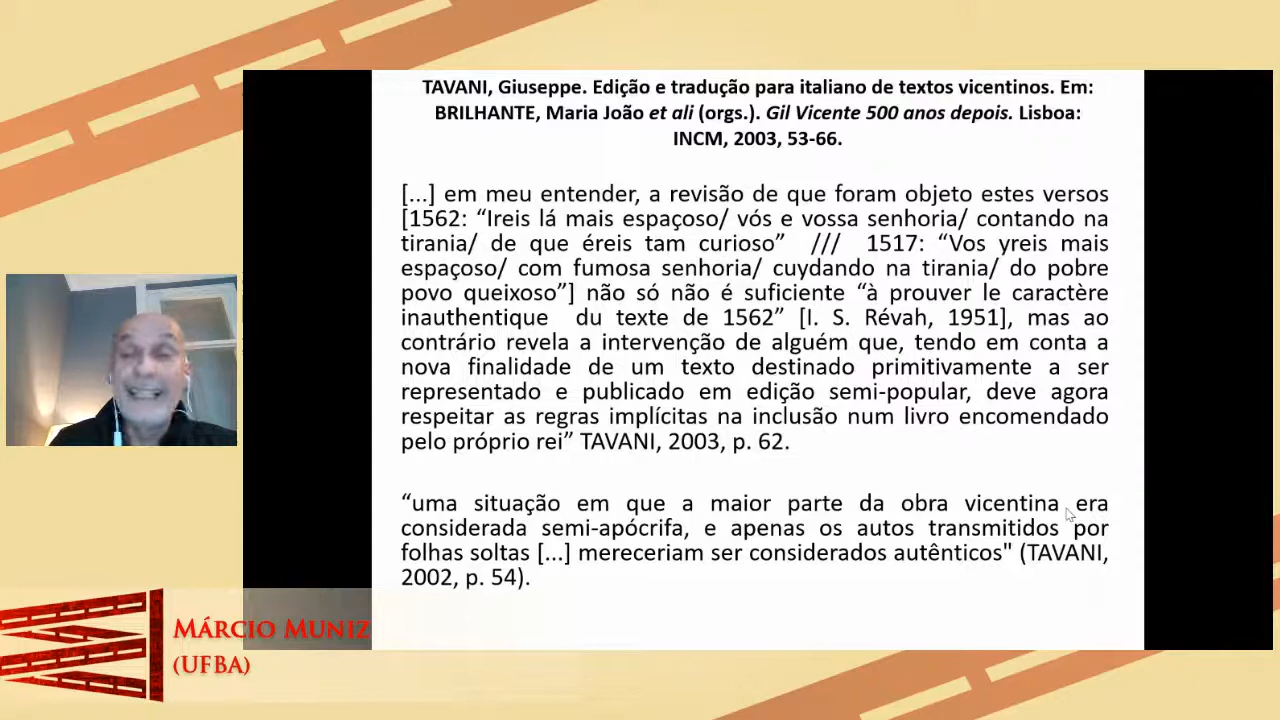 TAVANI, Giuseppe. Edição e tradução para italiano de textos vicentinos. Em:
BRILHANTE, Maria João et ali (orgs.). Gil Vicente 500 anos depois. Lisboa:
INCM, 2003, 53-66.
[...] em meu entender, a revisão de que foram objeto estes versos
[1562: “Ireis lá mais espaçoso/ vós e vossa senhoria/ contando na
tirania/ de que éreis tam curioso” /// 1517: “Vos yreis mais
espaçoso/ com fumosa senhoria/ cuydando na tirania/ do pobre
povo queixoso”] não só não é suficiente “à prouver le caractère
inauthentique du texte de 1562” [I. S. Révah, 1951], mas ao
contrário revela a intervenção de alguém que, tendo em conta a
nova finalidade de um texto destinado primitivamente a ser
representado e publicado em edição semi-popular, deve agora
respeitar as regras implícitas na inclusão num livro encomendado
pelo próprio rei” TAVANI, 2003, p. 62.
“uma situação em que a maior parte da obra vicentina era
considerada semi-apócrifa, e apenas os autos transmitidos por
folhas soltas [...] mereceriam ser considerados autênticos" (TAVANI,
2002, p. 54).
MÁRCIO MUNIZ
(UFBA)